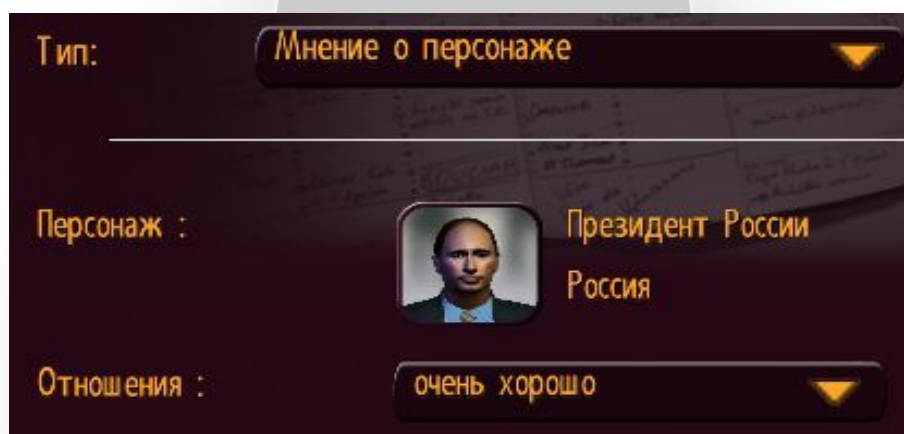 Тип:
Мнение о персонаже
Персонаж :
Президент России
Россия
Отношения :
очень хорошо